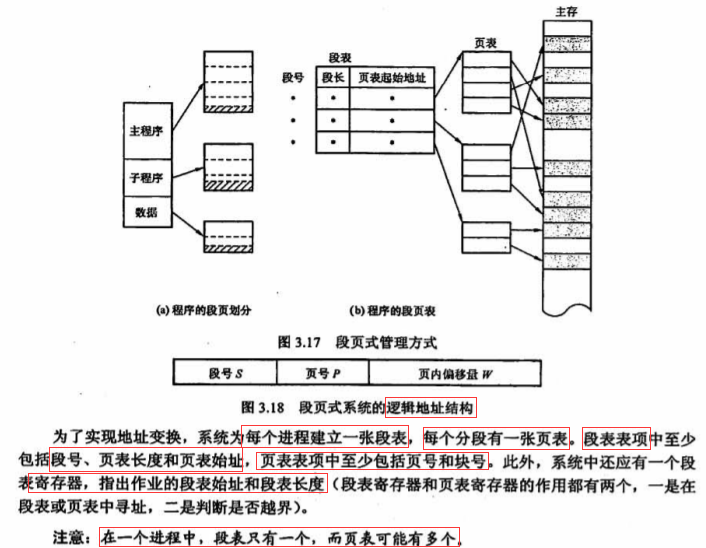 主存
段表
页表
段号
段长
页表起始地址
主程序
子程序
数据
(a) 程序的段页划分
(b) 程序的段页表
图 3.17 段页式管理方式
段号 S
页号 P
页内偏移量 W
图 3.18 段页式系统的逻辑地址结构
为了实现地址变换，系统为每个进程建立一张段表，每个分段有一张页表。段表表项中至少
包括段号、页表长度和页表始址，页表表项中至少包括页号和块号。此外，系统中还应有一个段
表寄存器，指出作业的段表始址和段表长度（段表寄存器和页表寄存器的作用都有两个，一是在
段表或页表中寻址，二是判断是否越界）。
注意：在一个进程中，段表只有一个，而页表可能有多个。